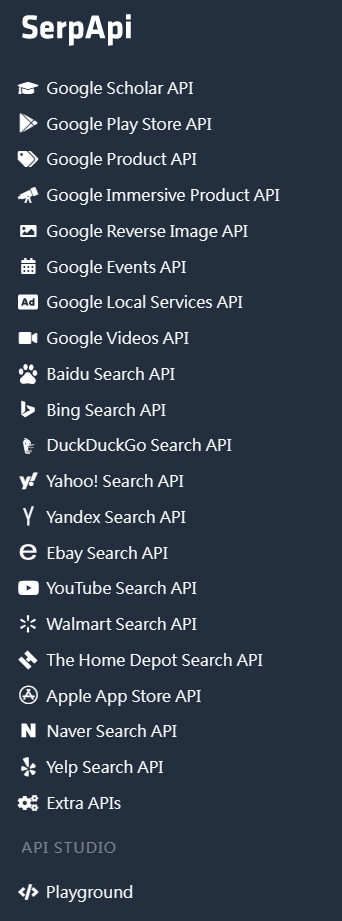 SerpApi
Google Scholar API
Google Play Store API
Google Product API
Google Immersive Product API
Google Reverse Image API
Google Events API
Ad Google Local Services API
Google Videos API
Baidu Search API
Bing Search API
DuckDuckGo Search API
y! Yahoo! Search API
Y Yandex Search API
e Ebay Search API
YouTube Search API
Walmart Search API
The Home Depot Search API
Apple App Store API
N Naver Search API
Yelp Search API
Extra APIs
API STUDIO
</> Playground